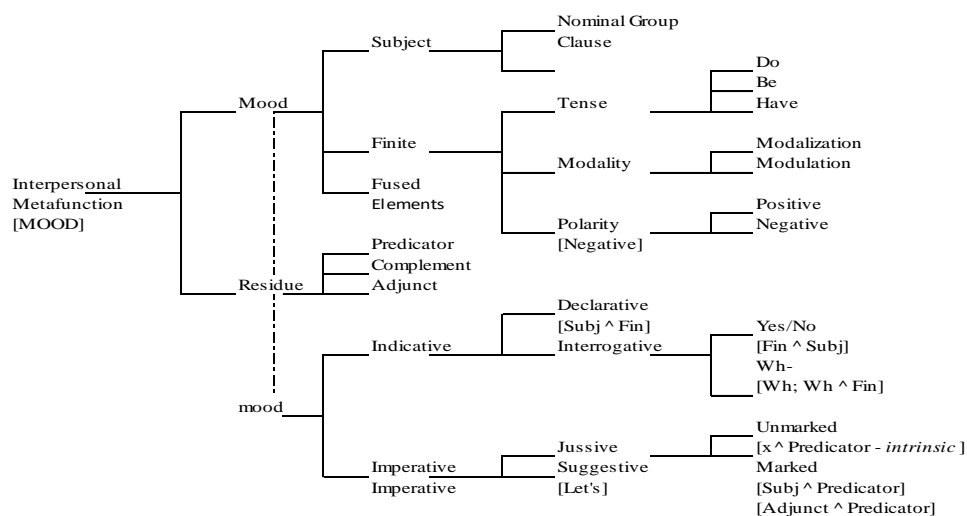 Nominal Group
Subject
Clause
Do
Be
Mood
Tense
Have
Finite
Modalization
Modality
Modulation
Interpersonal
Metafunction
[MOOD]
Fused
Elements
Positive
Polarity
Negative
[Negative]
Predicator
Complement
Residue
Adjunct
Declarative
[Subj ^ Fin]
Yes/No
Indicative
Interrogative
[Fin ^ Subj]
Wh-
[Wh; Wh ^ Fin]
mood
Unmarked
Jussive
[x ^ Predicator - intrinsic ]
Imperative
Suggestive
Marked
Imperative
[Let's]
[Subj ^ Predicator]
[Adjunct ^ Predicator]